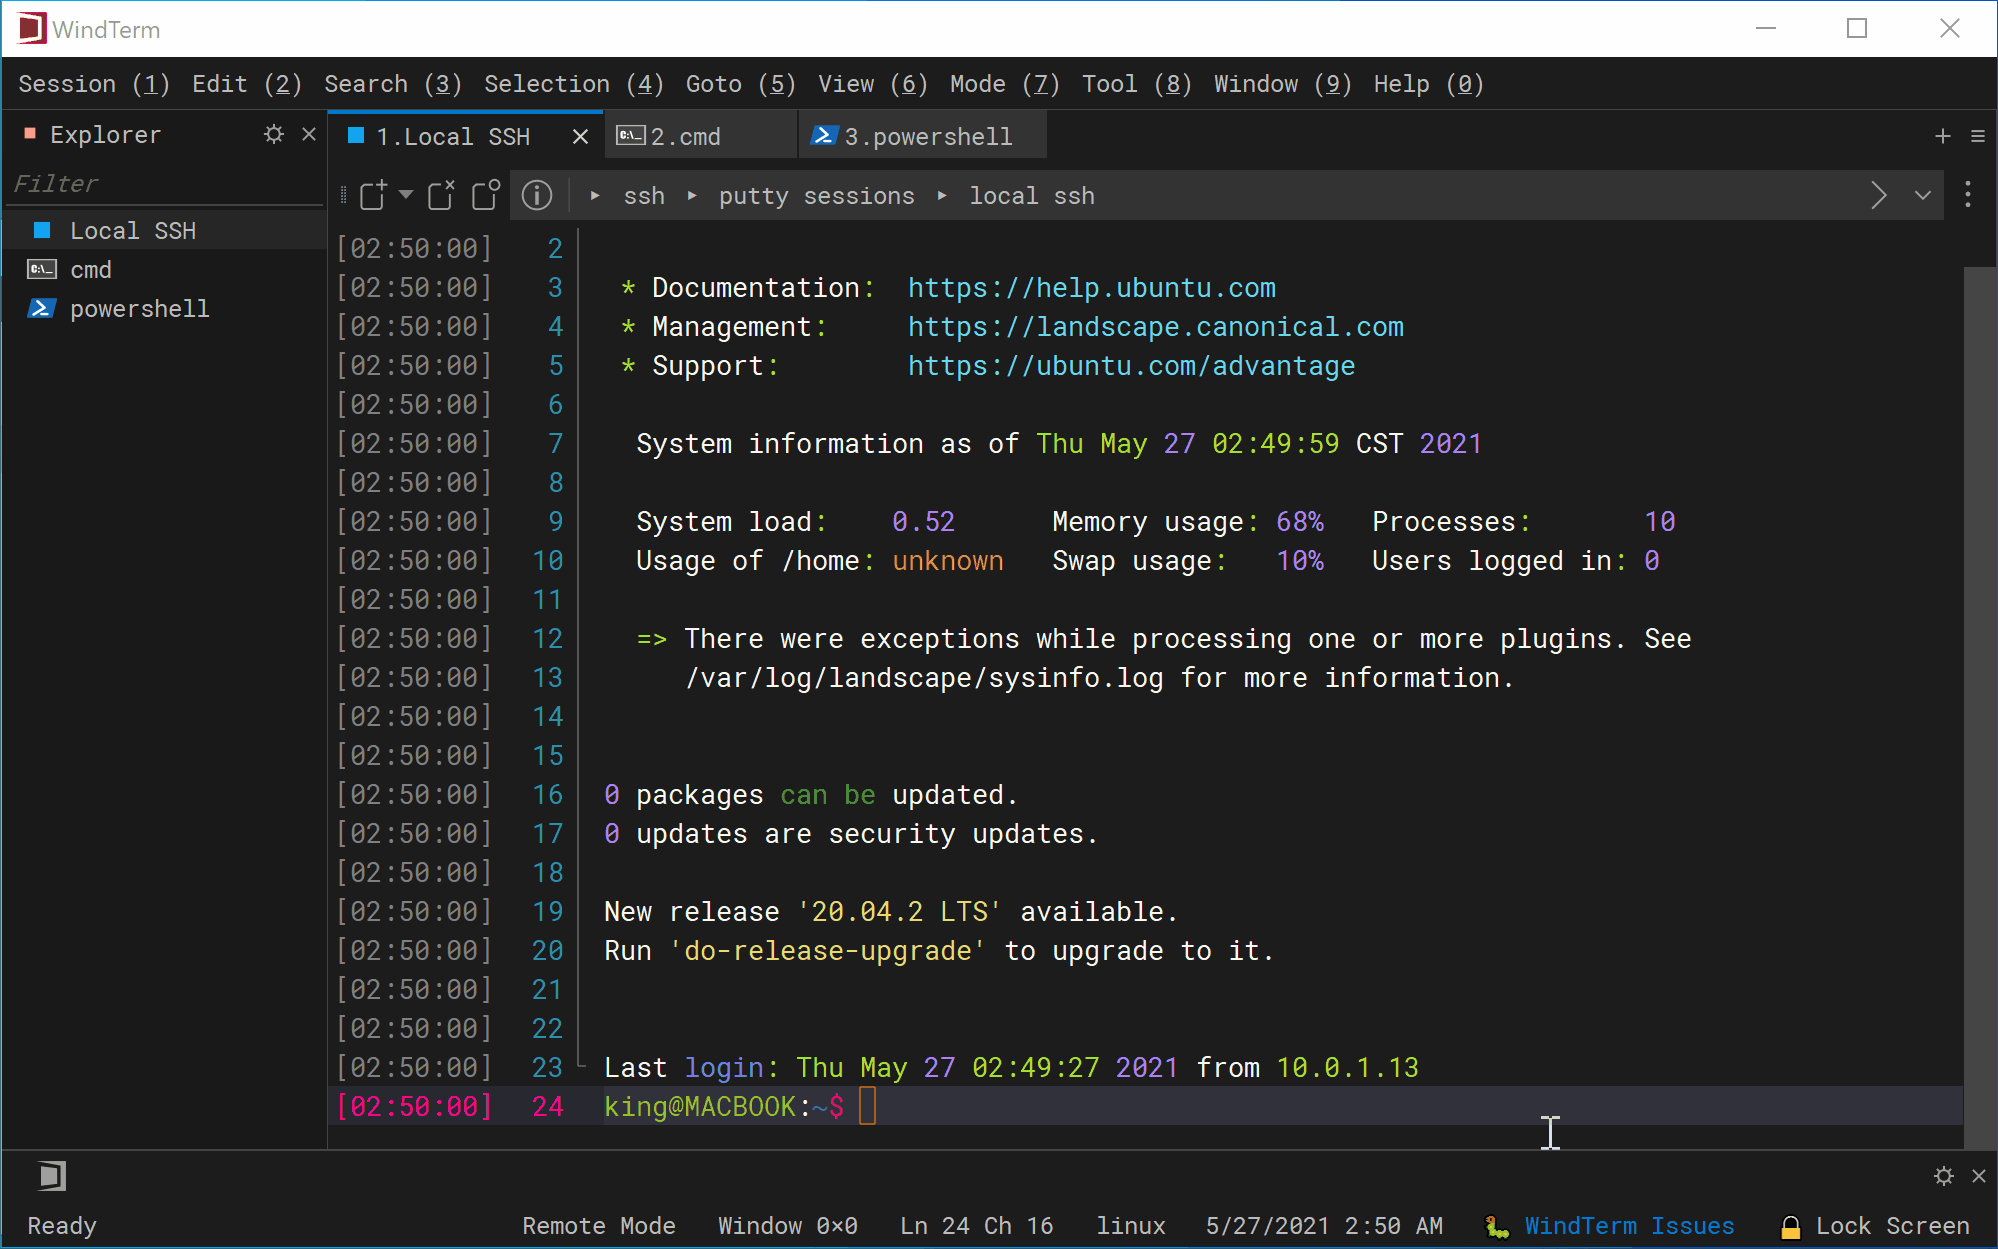 WindTerm
Session (1) Edit (2) Search (3) Selection (4) Goto (5) View (6) Mode (7) Tool (8) Window (9) Help (0)
Explorer
1.Local SSH
C:\_ 2.cmd
3.powershell
Filter
ssh putty sessions local ssh
Local SSH
C:\_ cmd
powershell
[02:50:00] 2
[02:50:00] 3 * Documentation: https://help.ubuntu.com
[02:50:00] 4 * Management: https://landscape.canonical.com
[02:50:00] 5 * Support: https://ubuntu.com/advantage
[02:50:00] 6
[02:50:00] 7 System information as of Thu May 27 02:49:59 CST 2021
[02:50:00] 8
[02:50:00] 9 System load: 0.52 Memory usage: 68% Processes: 10
[02:50:00] 10 Usage of /home: unknown Swap usage: 10% Users logged in: 0
[02:50:00] 11
[02:50:00] 12 => There were exceptions while processing one or more plugins. See
[02:50:00] 13 /var/log/landscape/sysinfo.log for more information.
[02:50:00] 14
[02:50:00] 15
[02:50:00] 16 0 packages can be updated.
[02:50:00] 17 0 updates are security updates.
[02:50:00] 18
[02:50:00] 19 New release '20.04.2 LTS' available.
[02:50:00] 20 Run 'do-release-upgrade' to upgrade to it.
[02:50:00] 21
[02:50:00] 22
[02:50:00] 23 Last login: Thu May 27 02:49:27 2021 from 10.0.1.13
[02:50:00] 24 king@MACBOOK:~$
Ready Remote Mode Window 0×0 Ln 24 Ch 16 linux 5/27/2021 2:50 AM WindTerm Issues Lock Screen